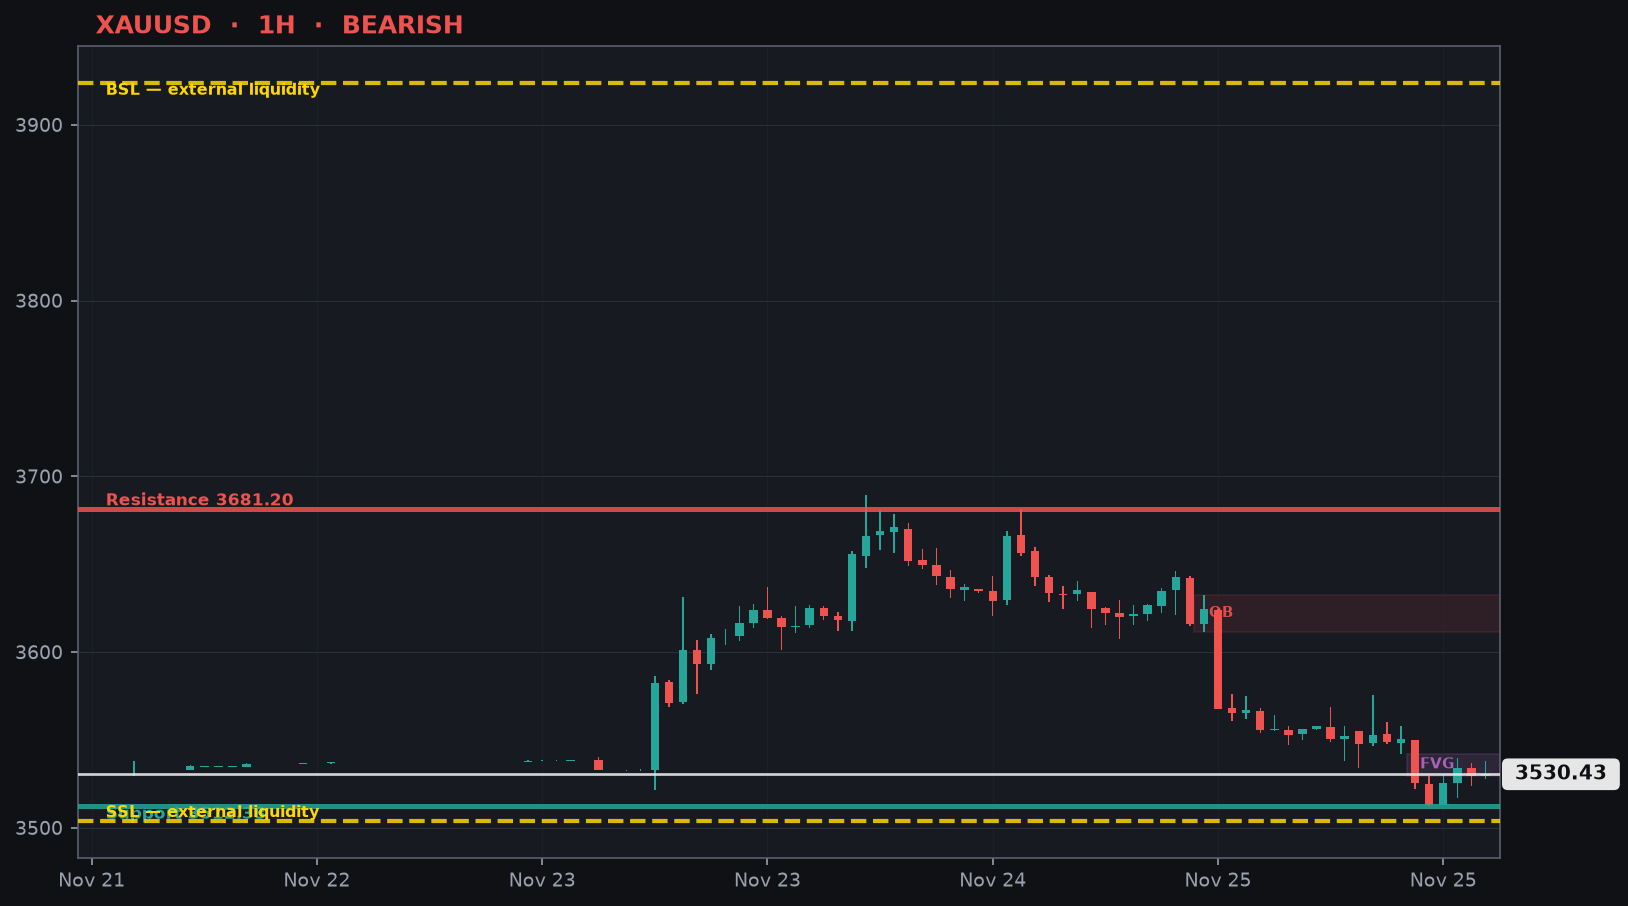 XAUUSD · 1H · BEARISH
BSL — external liquidity
3900
3800
3700
Resistance 3681.20
OB
3600
FVG
3530.43
SSL — external liquidity
3500
Nov 21
Nov 22
Nov 23
Nov 23
Nov 24
Nov 25
Nov 25